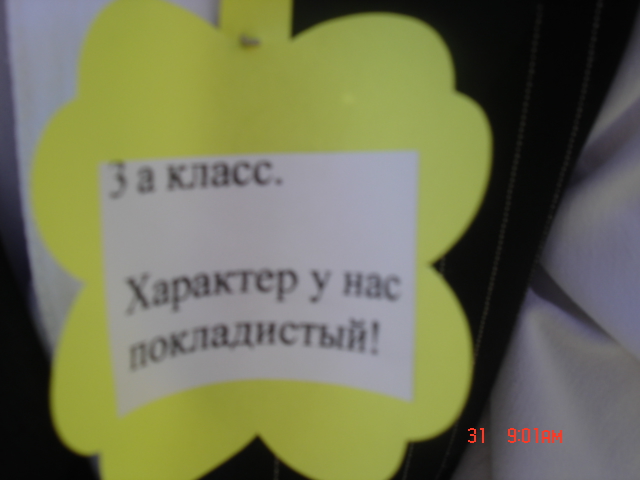 3 а класс.
Характер у нас
покладистый!
31 9:01AM